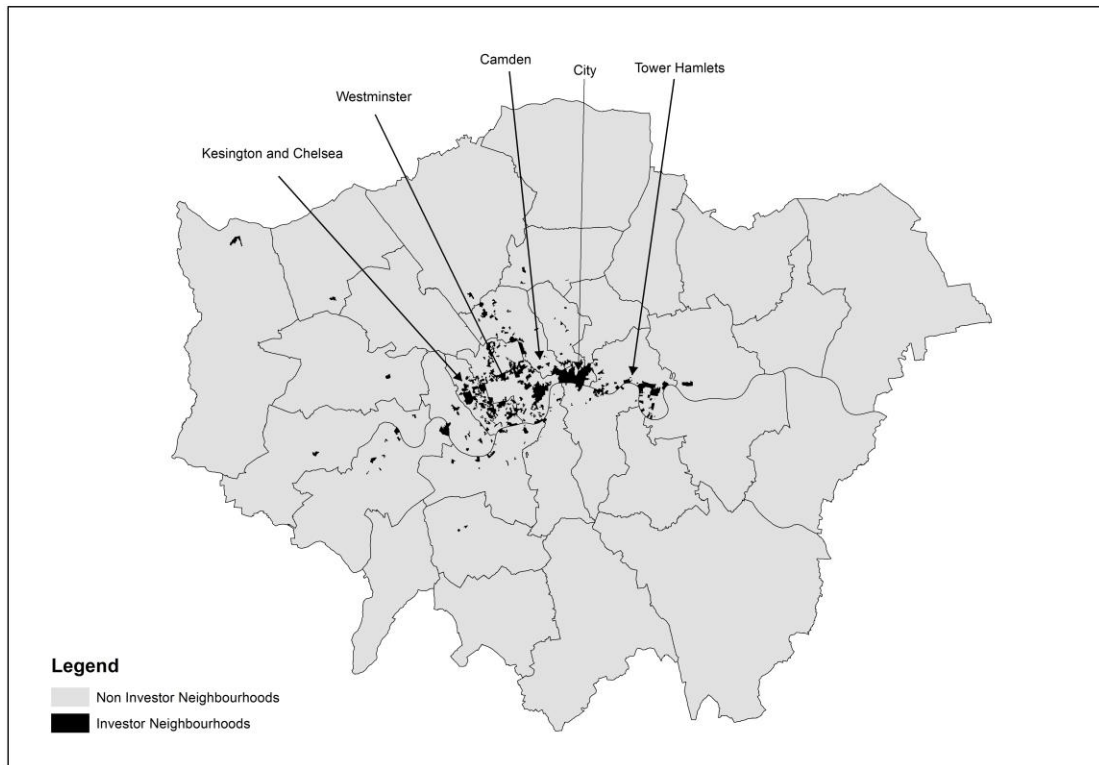 Camden
City
Tower Hamlets
Westminster
Kesington and Chelsea
Legend
Non Investor Neighbourhoods
Investor Neighbourhoods